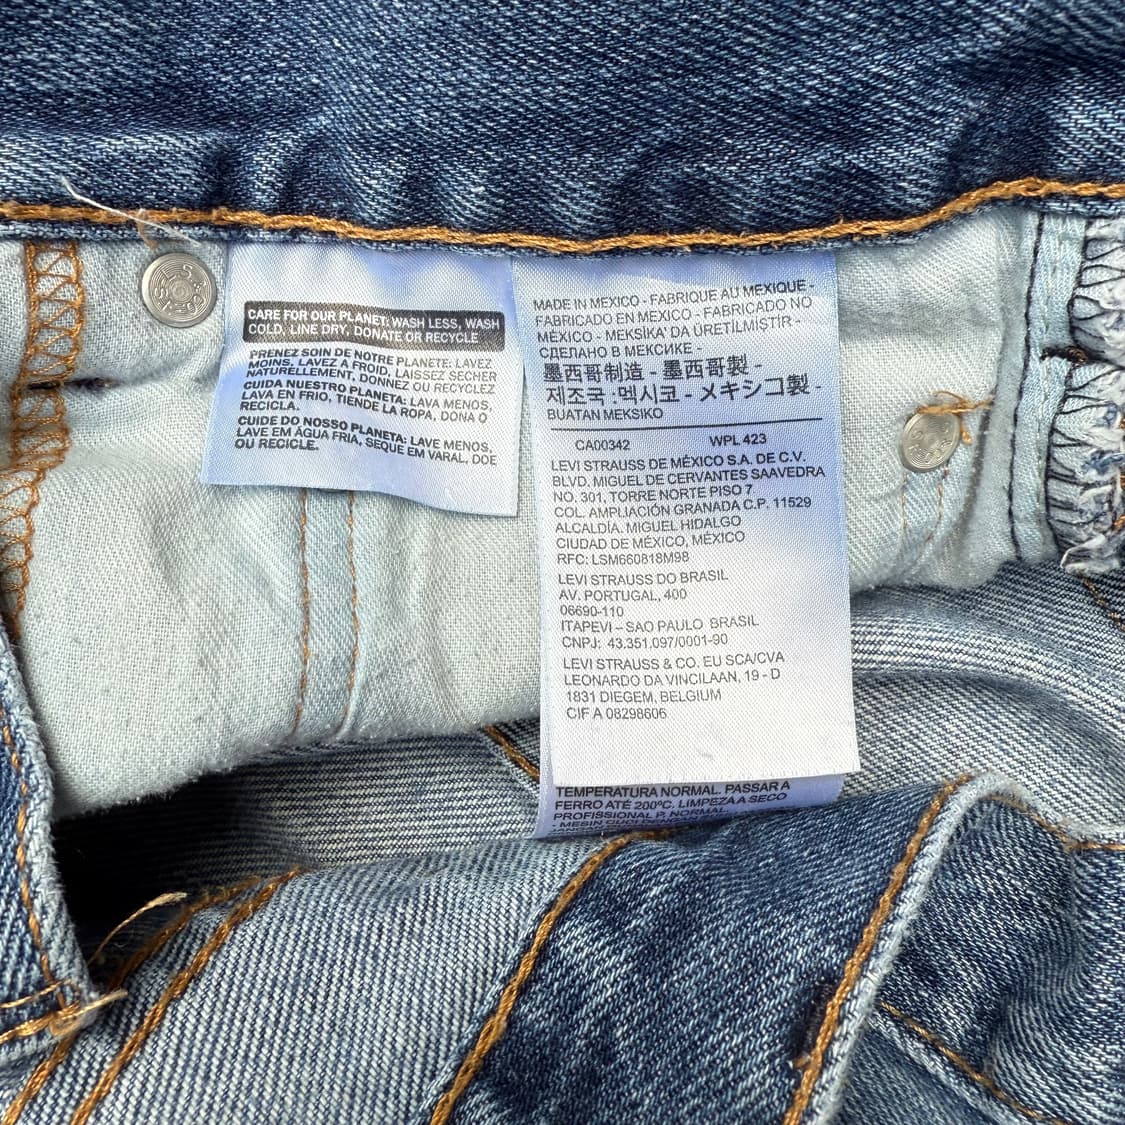 CARE FOR OUR PLANET: WASH LESS, WASH
COLD, LINE DRY, DONATE OR RECYCLE
PRENEZ SOIN DE NOTRE PLANETE: LAVEZ
MOINS, LAVEZ A FROID, LAISSEZ SECHER
NATURELLEMENT, DONNEZ OU RECYCLEZ
CUIDA NUESTRO PLANETA: LAVA MENOS,
LAVA EN FRIO, TIENDE LA ROPA, DONA O
RECICLA.
CUIDE DO NOSSO PLANETA: LAVE MENOS,
LAVE EM ÁGUA FRIA, SEQUE EM VARAL, DOE
OU RECICLE.
MADE IN MEXICO - FABRIQUE AU MEXIQUE -
FABRICADO EN MÉXICO - FABRICADO NO
MÉXICO - MEKSİKA' DA ÜRETİLMİŞTİR -
СДЕЛАНО В МЕКСИКЕ -
墨西哥制造 - 墨西哥製 -
제조국 :멕시코 - メキシコ製 -
BUATAN MEKSIKO
CA00342 WPL 423
LEVI STRAUSS DE MÉXICO S.A. DE C.V.
BLVD. MIGUEL DE CERVANTES SAAVEDRA
NO. 301, TORRE NORTE PISO 7
COL. AMPLIACIÓN GRANADA C.P. 11529
ALCALDÍA. MIGUEL HIDALGO
CIUDAD DE MÉXICO, MÉXICO
RFC: LSM660818M98
LEVI STRAUSS DO BRASIL
AV. PORTUGAL, 400
06690-110
ITAPEVI – SAO PAULO BRASIL
CNPJ: 43.351.097/0001-90
LEVI STRAUSS & CO. EU SCA/CVA
LEONARDO DA VINCILAAN, 19 - D
1831 DIEGEM, BELGIUM
CIF A 08298606
TEMPERATURA NORMAL. PASSAR A
FERRO ATÉ 200ºC. LIMPEZA A SECO
PROFISSIONAL P. NORMAL.
- MESIN CUCI